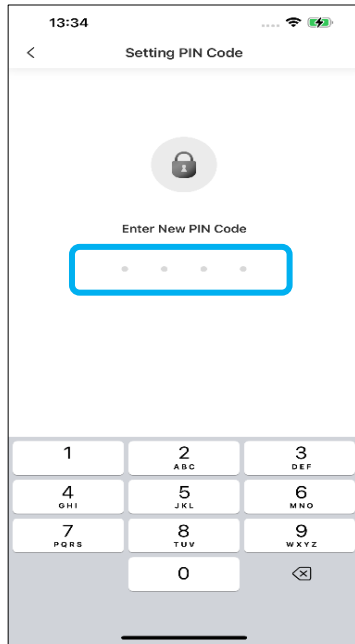 13:34
Setting PIN Code
Enter New PIN Code
1 2 3
ABC DEF
4 5 6
GHI JKL MNO
7 8 9
PQRS TUV WXYZ
0